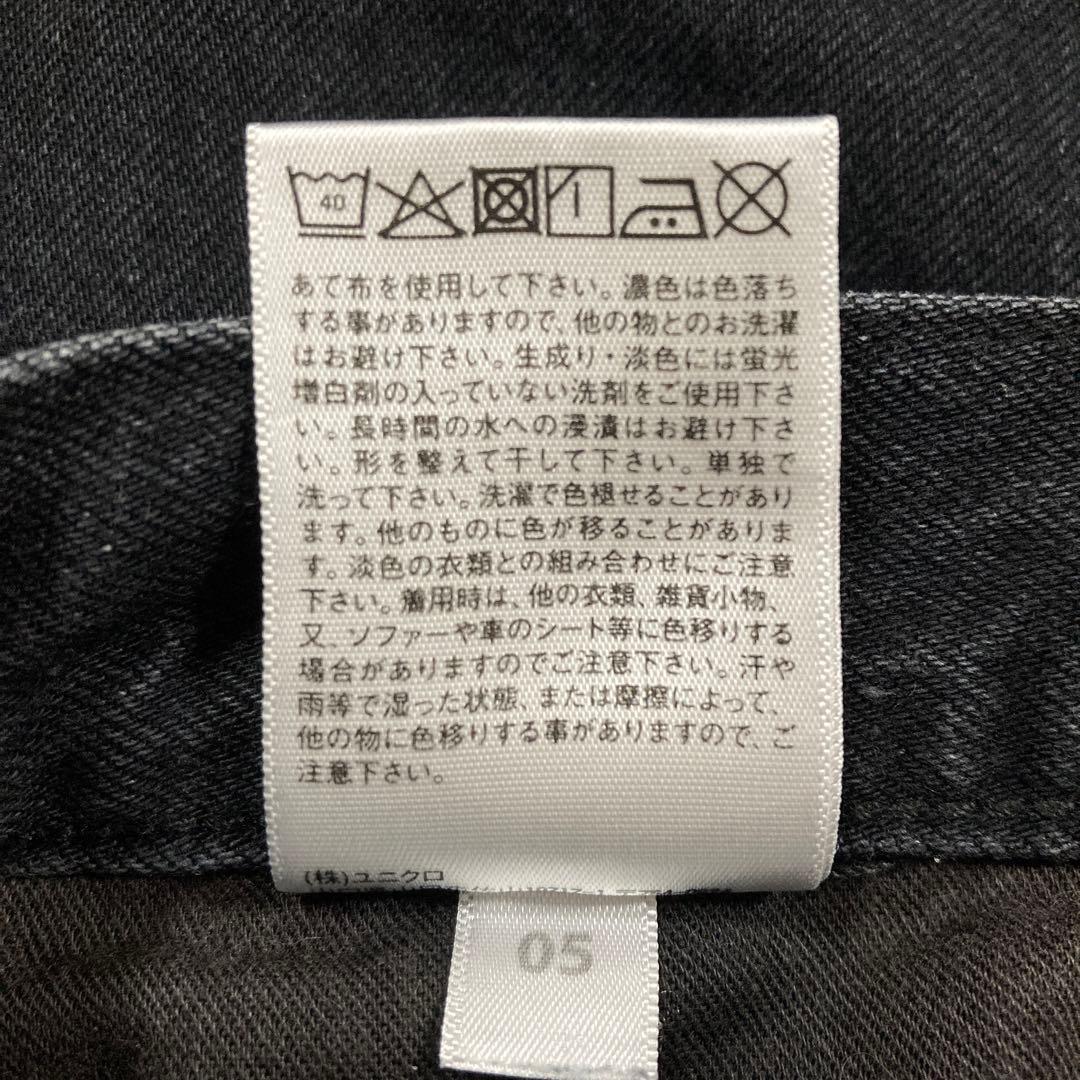 40
あて布を使用して下さい。濃色は色落ち
する事がありますので、他の物とのお洗濯
はお避け下さい。生成り・淡色には蛍光
増白剤の入っていない洗剤をご使用下さ
い。長時間の水への浸漬はお避け下さ
い。形を整えて干して下さい。単独で
洗って下さい。洗濯で色褪せることがあり
ます。他のものに色が移ることがありま
す。淡色の衣類との組み合わせにご注意
下さい。着用時は、他の衣類、雑貨小物、
又、ソファーや車のシート等に色移りする
場合がありますのでご注意下さい。汗や
雨等で湿った状態、または摩擦によって、
他の物に色移りする事がありますので、ご
注意下さい。
(株)ユニクロ
05